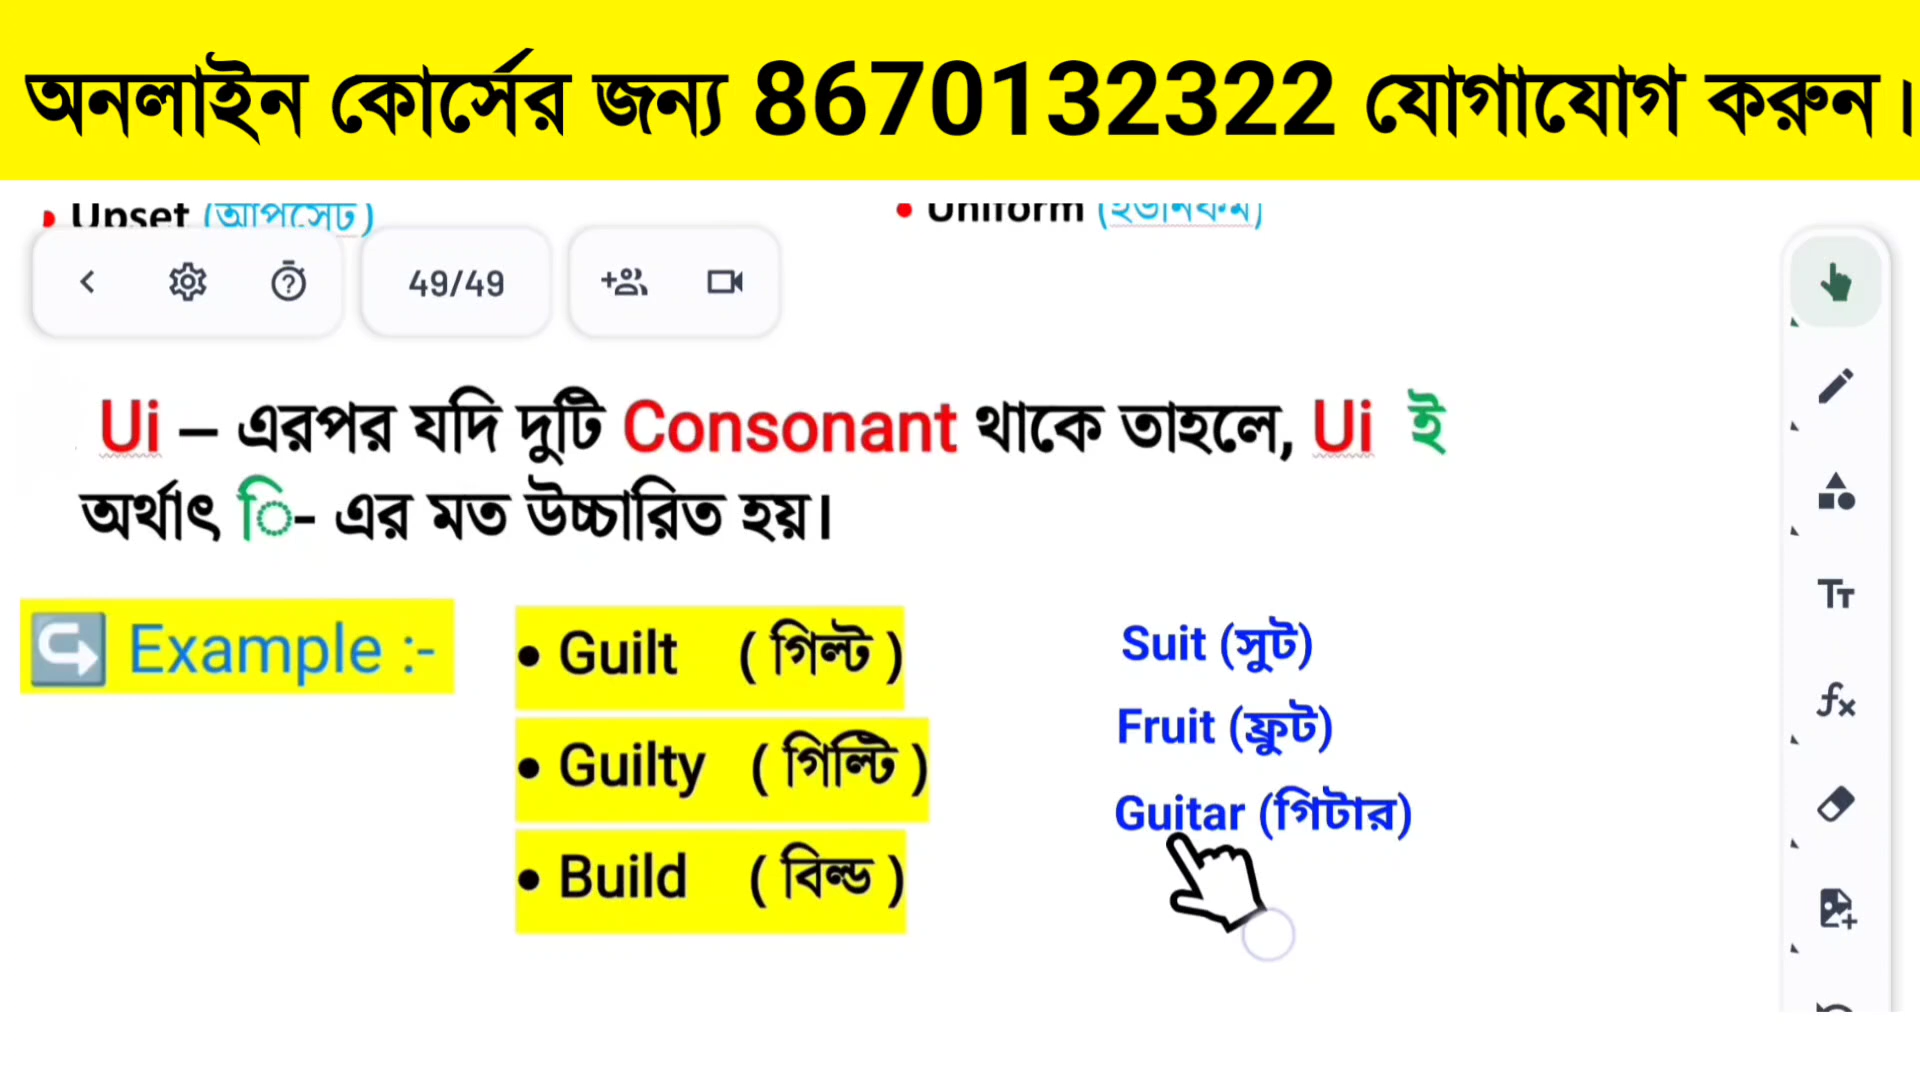 অনলাইন কোর্সের জন্য 8670132322 যোগাযোগ করুন।
Upset (আপসেট)
Uniform (ইউনিফর্ম)
49/49
Ui – এরপর যদি দুটি Consonant থাকে তাহলে, Ui ই
অর্থাৎ ি- এর মত উচ্চারিত হয়।
Example :-
• Guilt ( গিল্ট )
• Guilty ( গিল্টি )
• Build ( বিল্ড )
Suit (সুট)
Fruit (ফ্রুট)
Guitar (গিটার)